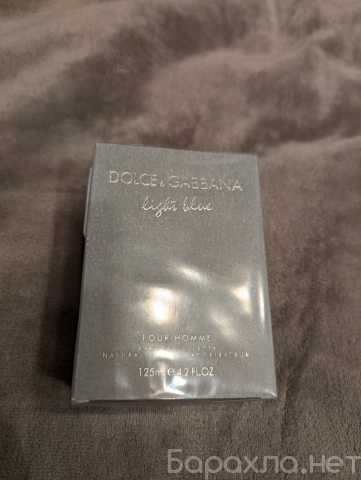 DOLCE & GABBANA
light blue
POUR HOMME
125ml e 4.2 FL.OZ.
Барахла.Нет